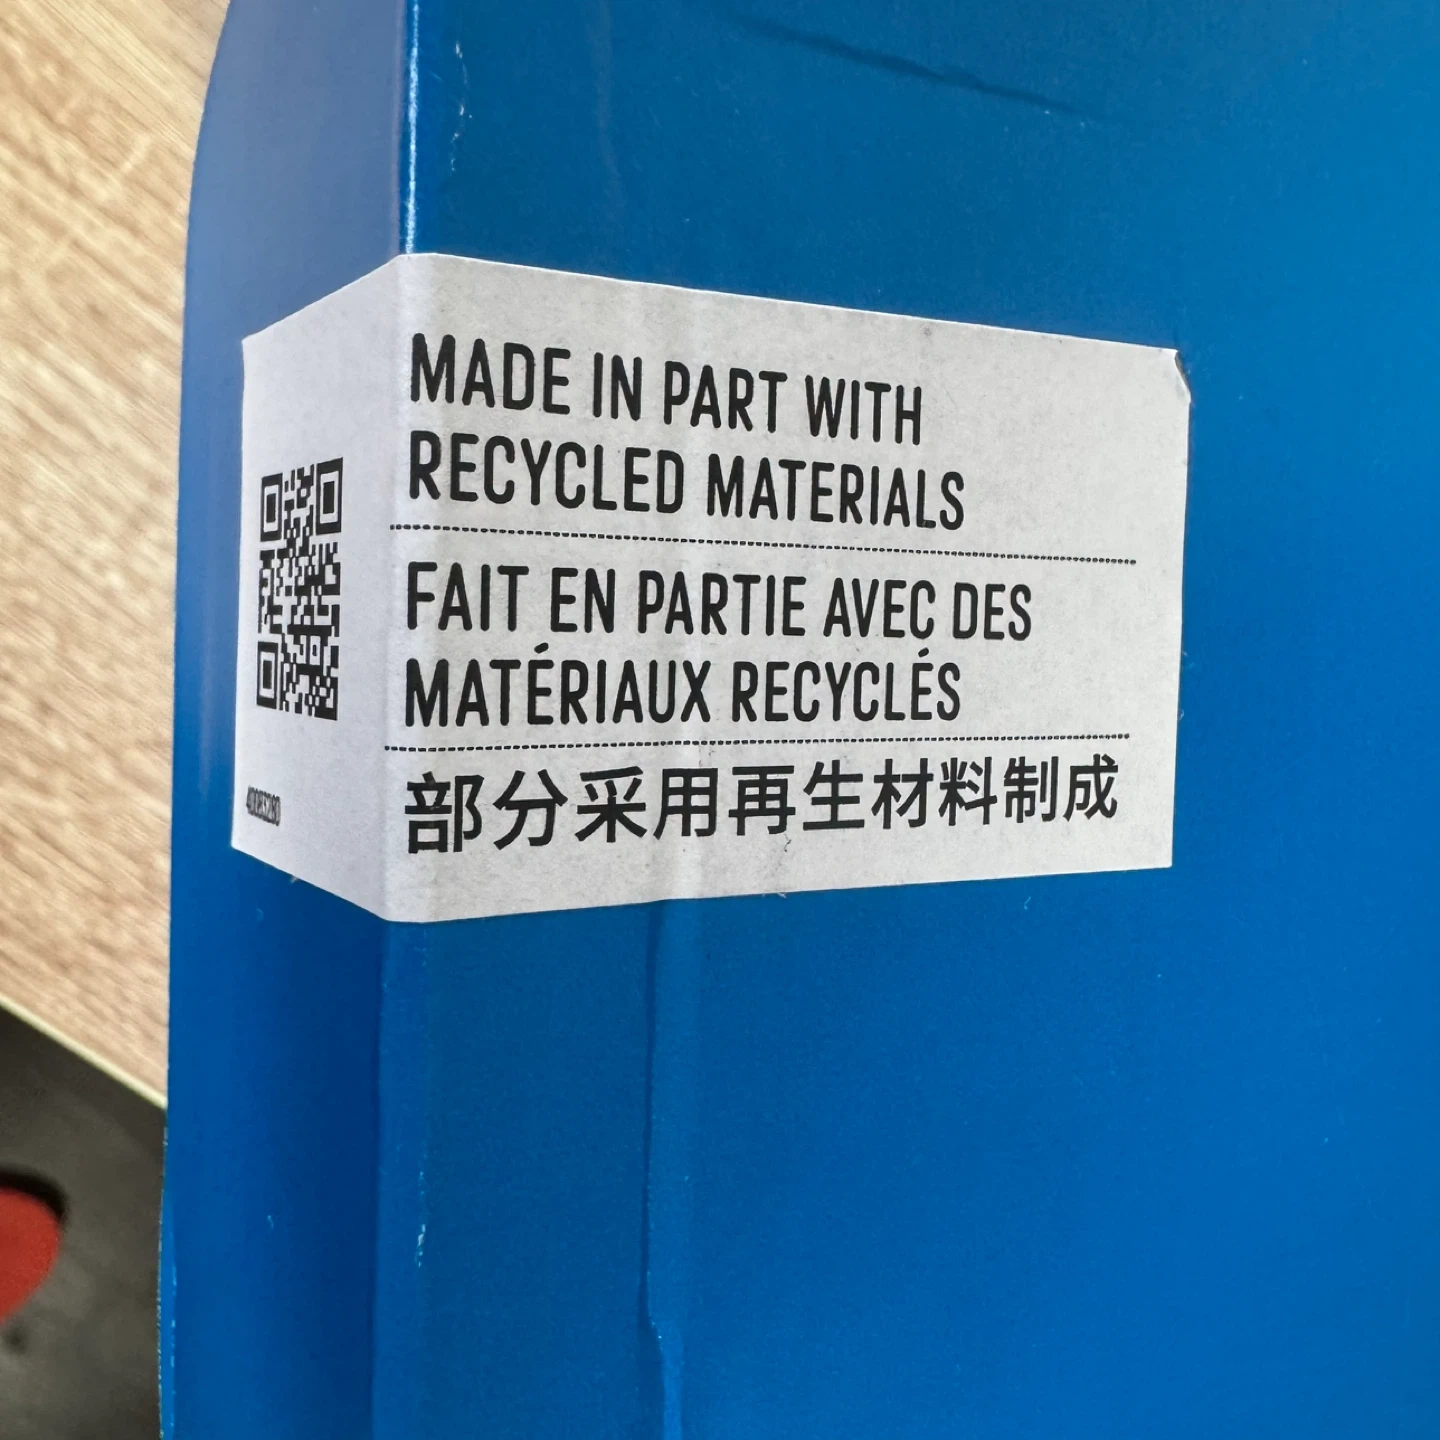 MADE IN PART WITH
RECYCLED MATERIALS
FAIT EN PARTIE AVEC DES
MATÉRIAUX RECYCLÉS
部分采用再生材料制成